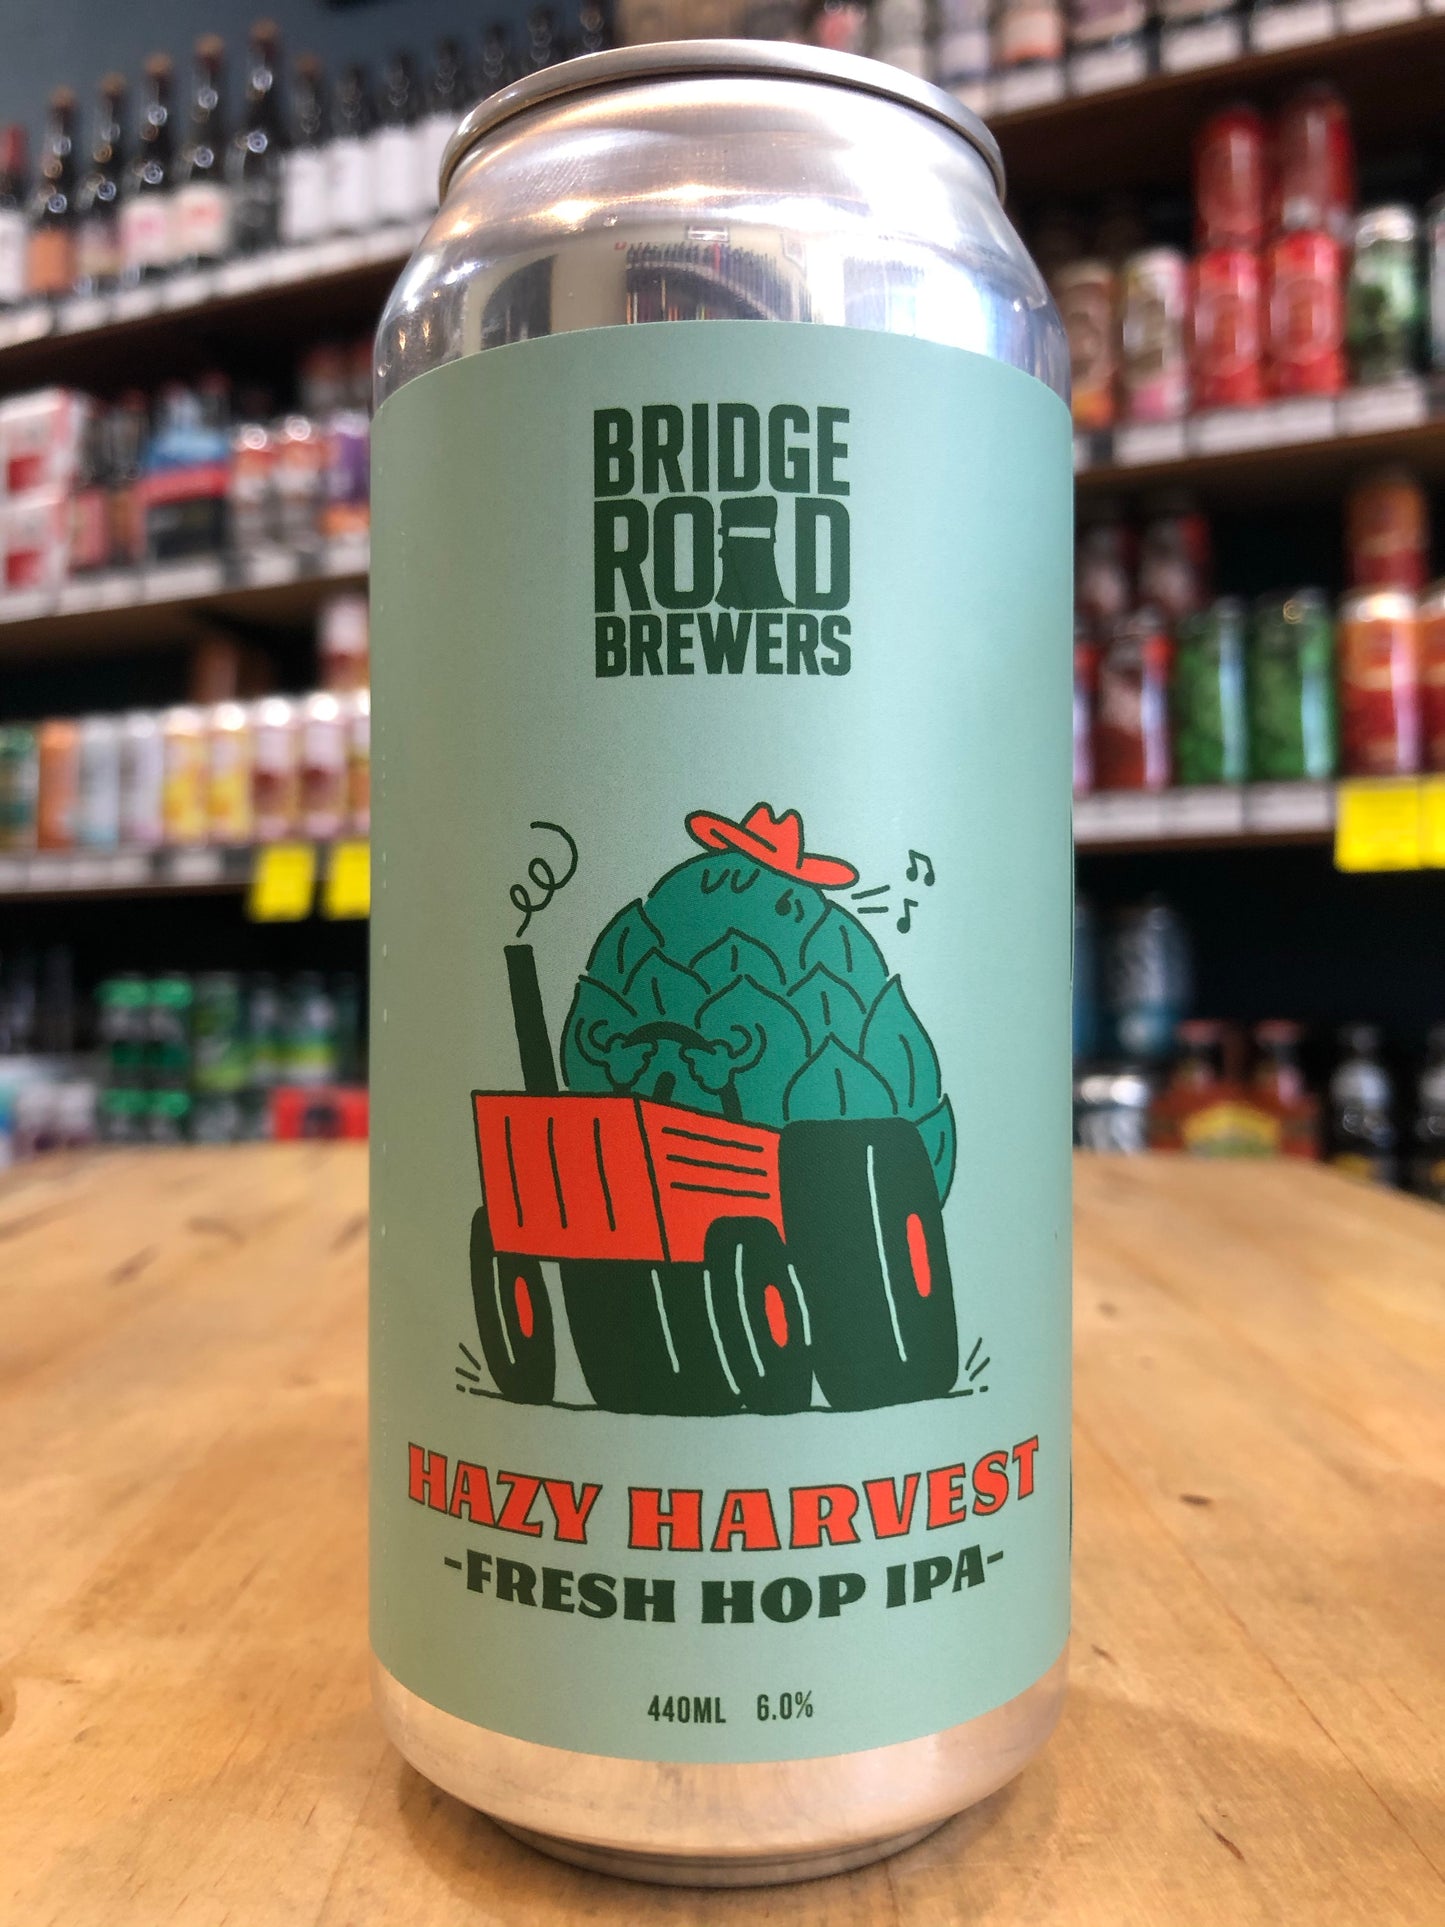 BRIDGE
ROAD
BREWERS
HAZY HARVEST
-FRESH HOP IPA-
440ML 6.0%